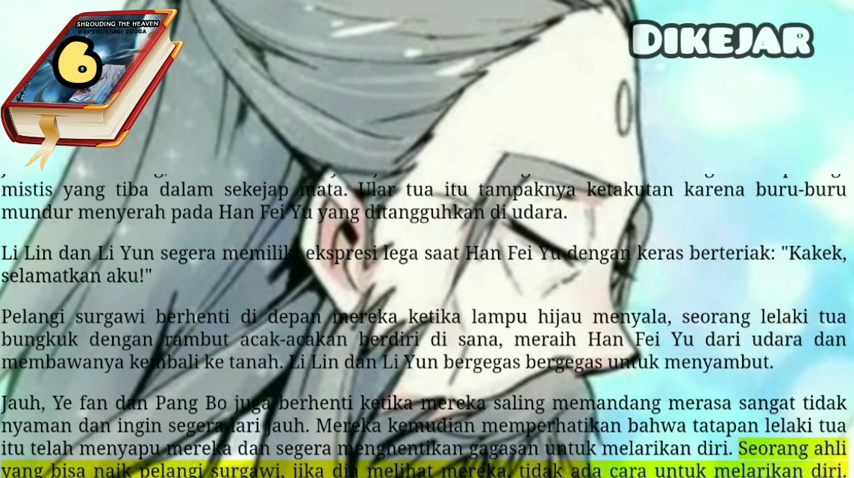 SHROUDING THE HEAVEN
6
DIKEJAR
mistis yang tiba dalam sekejap mata. Ular tua itu tampaknya ketakutan karena buru-buru
mundur menyerah pada Han Fei Yu yang ditangguhkan di udara.
Li Lin dan Li Yun segera memiliki ekspresi lega saat Han Fei Yu dengan keras berteriak: "Kakek,
selamatkan aku!"
Pelangi surgawi berhenti di depan mereka ketika lampu hijau menyala, seorang lelaki tua
bungkuk dengan rambut acak-acakan berdiri di sana, meraih Han Fei Yu dari udara dan
membawanya kembali ke tanah. Li Lin dan Li Yun bergegas bergegas untuk menyambut.
Jauh, Ye fan dan Pang Bo juga berhenti ketika mereka saling memandang merasa sangat tidak
nyaman dan ingin segera lari jauh. Mereka kemudian memperhatikan bahwa tatapan lelaki tua
itu telah menyapu mereka dan segera menghentikan gagasan untuk melarikan diri. Seorang ahli
yang bisa naik pelangi surgawi, jika dia melihat mereka, tidak ada cara untuk melarikan diri.